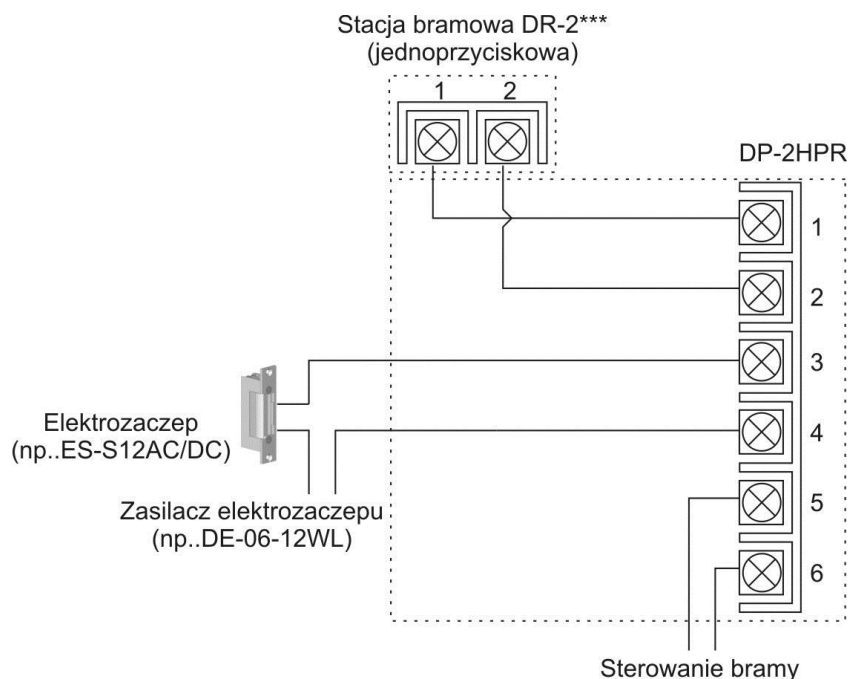 Stacja bramowa DR-2***
(jednoprzyciskowa)
1 2
DP-2HPR
1
2
3
4
5
6
Elektrozaczep
(np..ES-S12AC/DC)
Zasilacz elektrozaczepu
(np..DE-06-12WL)
Sterowanie bramy